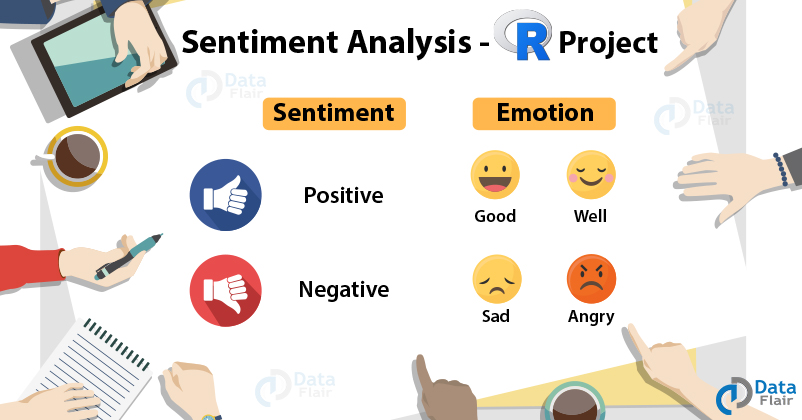 Sentiment Analysis - R Project
Data Flair
Data Flair
Sentiment Emotion
Positive
Good Well
Negative
Sad Angry
Data Flair
Data Flair